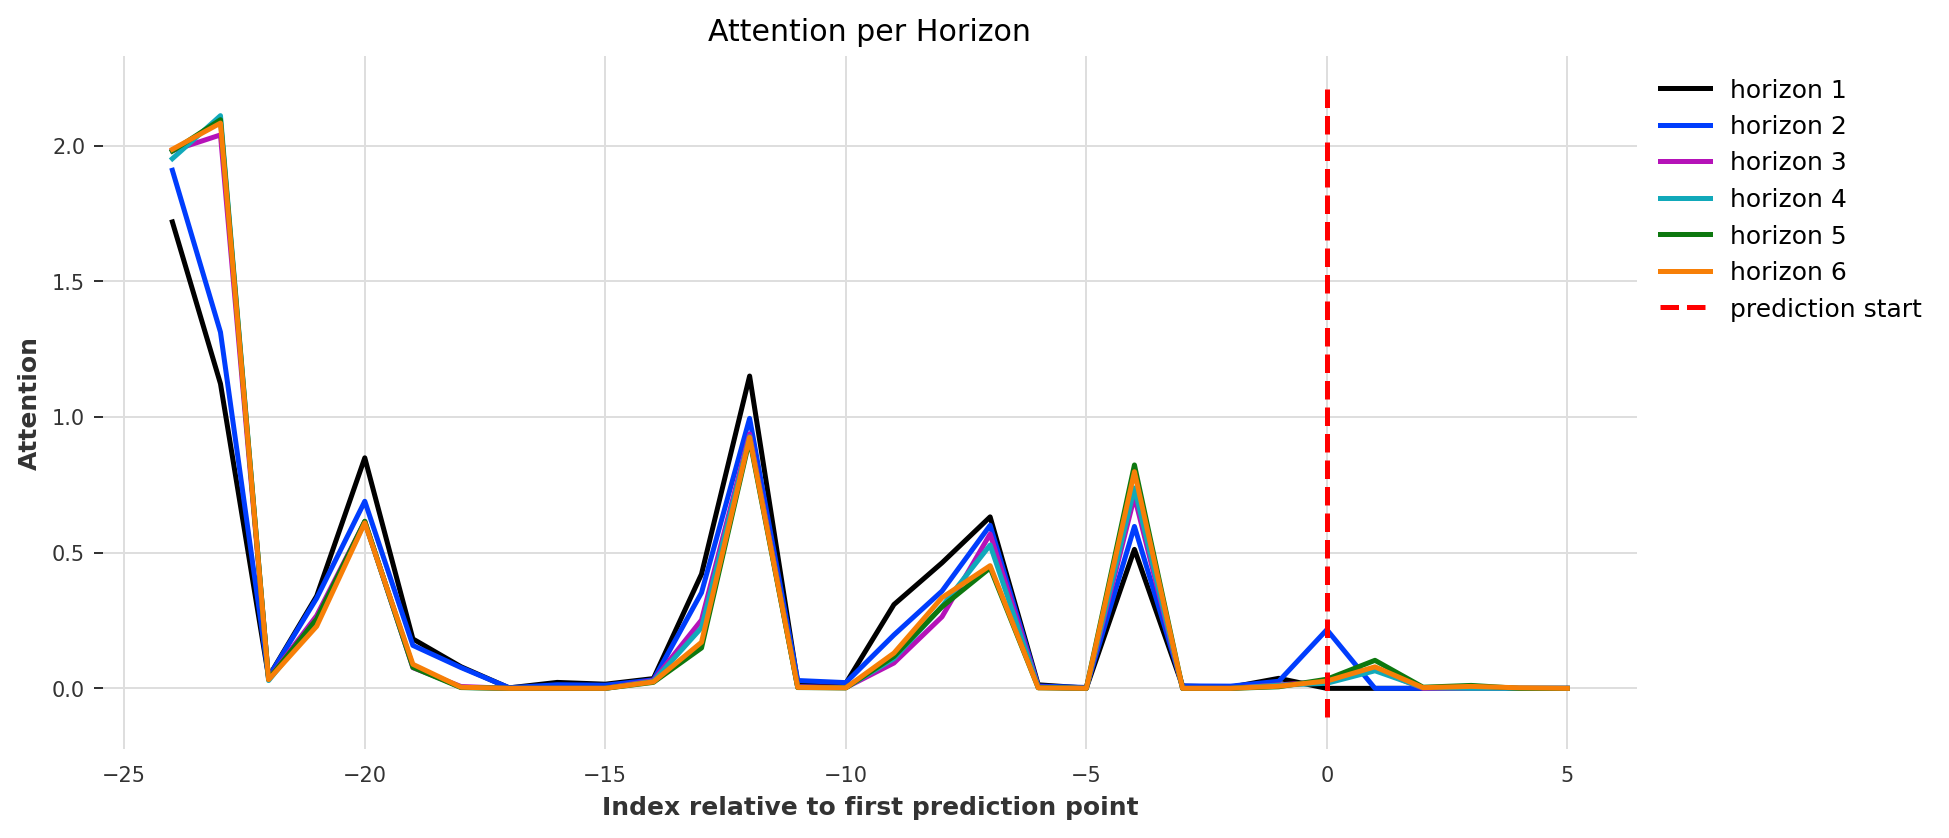 Attention per Horizon
horizon 1
horizon 2
horizon 3
horizon 4
horizon 5
horizon 6
prediction start
Attention
2.0
1.5
1.0
0.5
0.0
−25 −20 −15 −10 −5 0 5
Index relative to first prediction point